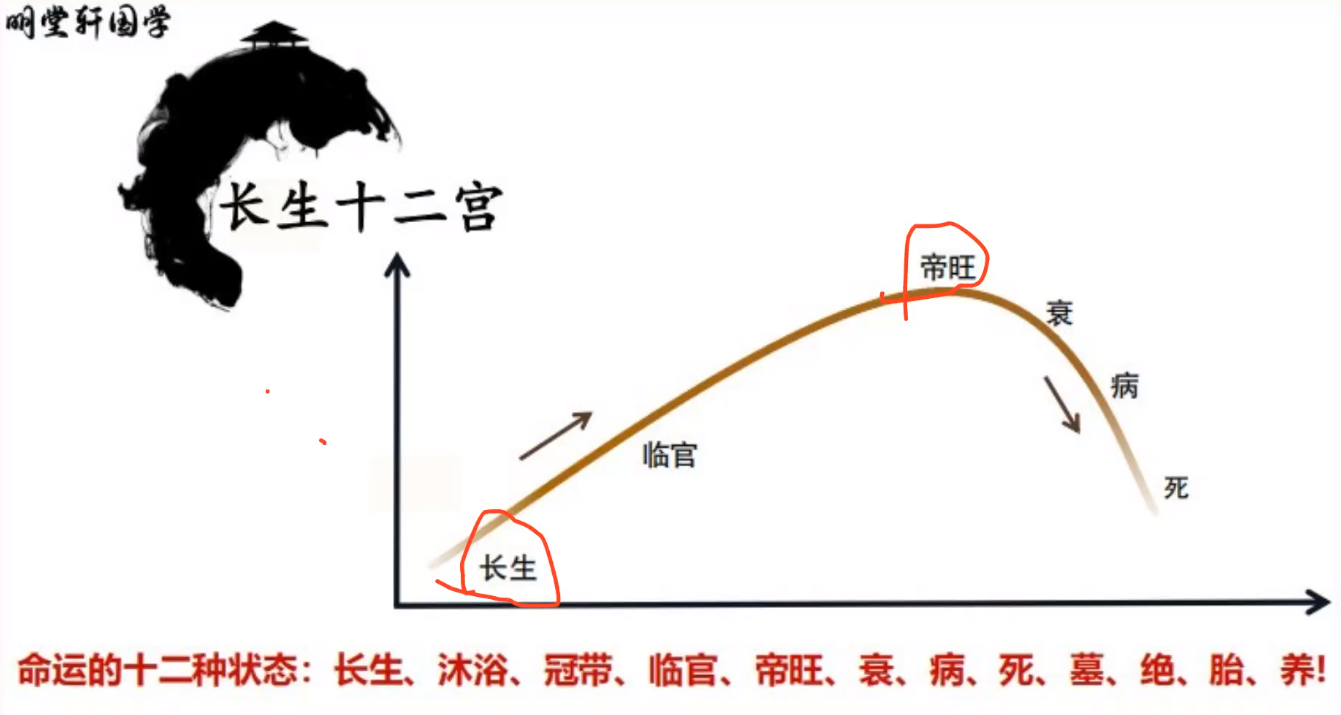 明堂轩国学
长生十二宫
帝旺
衰
病
临官
死
长生
命运的十二种状态：长生、沐浴、冠带、临官、帝旺、衰、病、死、墓、绝、胎、养!